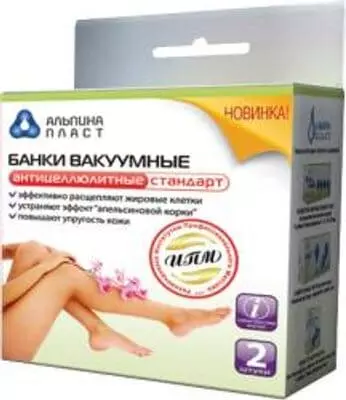 НОВИНКА!
АЛЬПИНА
ПЛАСТ
БАНКИ ВАКУУМНЫЕ
антицеллюлитные стандарт
эффективно расщепляют жировые клетки
устраняют эффект "апельсиновой корки"
повышают упругость кожи
ИПМ
i
2
ШТУКИ